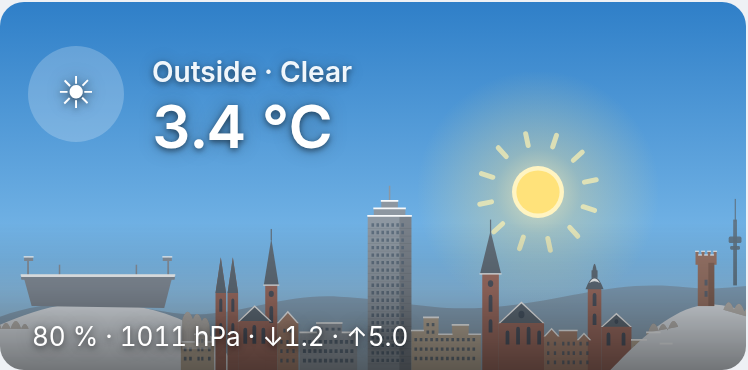 Outside · Clear
3.4 °C
80 % · 1011 hPa · ↓1.2 · ↑5.0